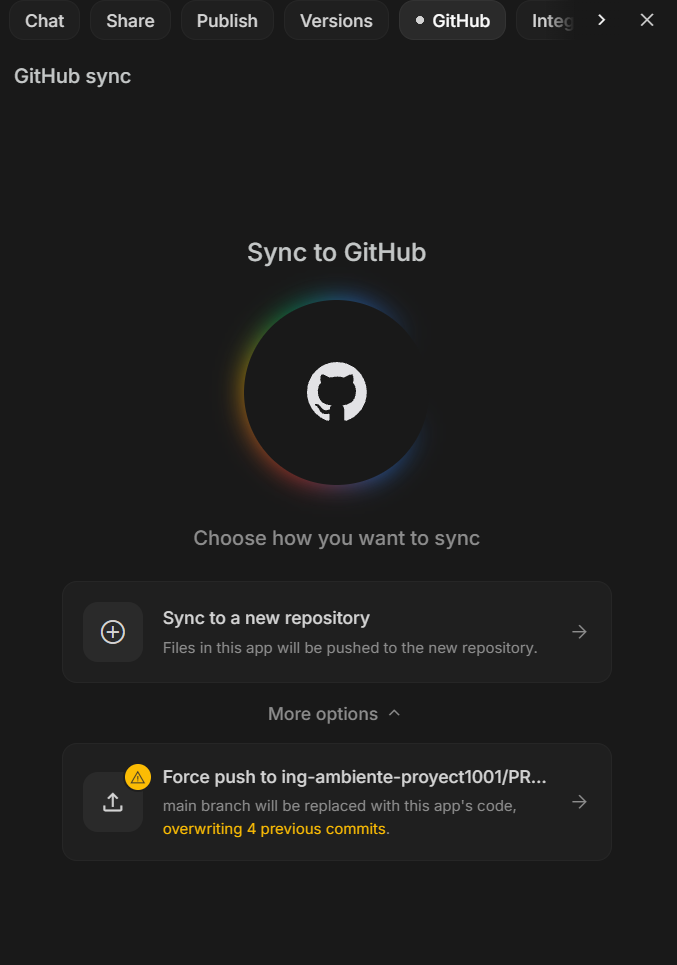 Chat
Share
Publish
Versions
GitHub
Integ
GitHub sync
Sync to GitHub
Choose how you want to sync
Sync to a new repository
Files in this app will be pushed to the new repository.
More options
Force push to ing-ambiente-proyect1001/PR...
main branch will be replaced with this app's code,
overwriting 4 previous commits.